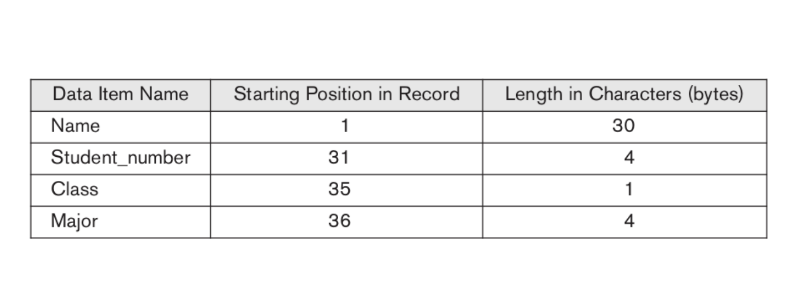 Data Item Name Starting Position in Record Length in Characters (bytes)
Name 1 30
Student_number 31 4
Class 35 1
Major 36 4